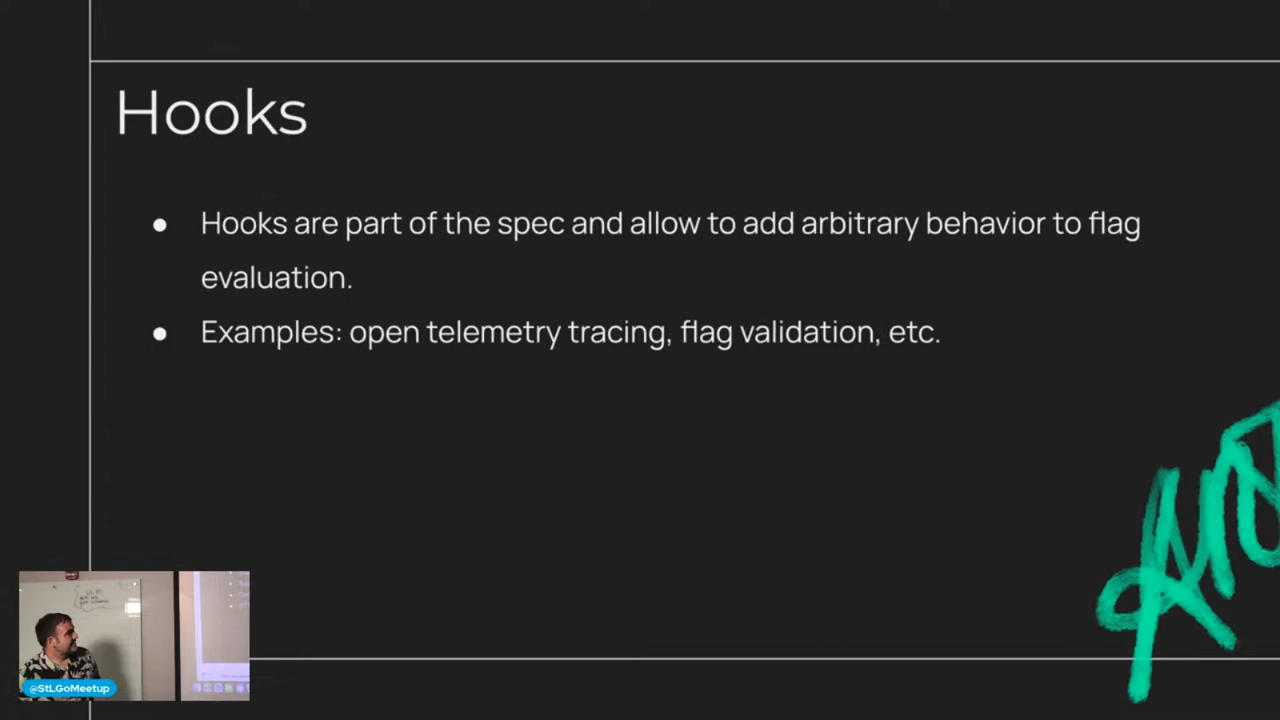 Hooks
● Hooks are part of the spec and allow to add arbitrary behavior to flag
evaluation.
● Examples: open telemetry tracing, flag validation, etc.
@StLGoMeetup